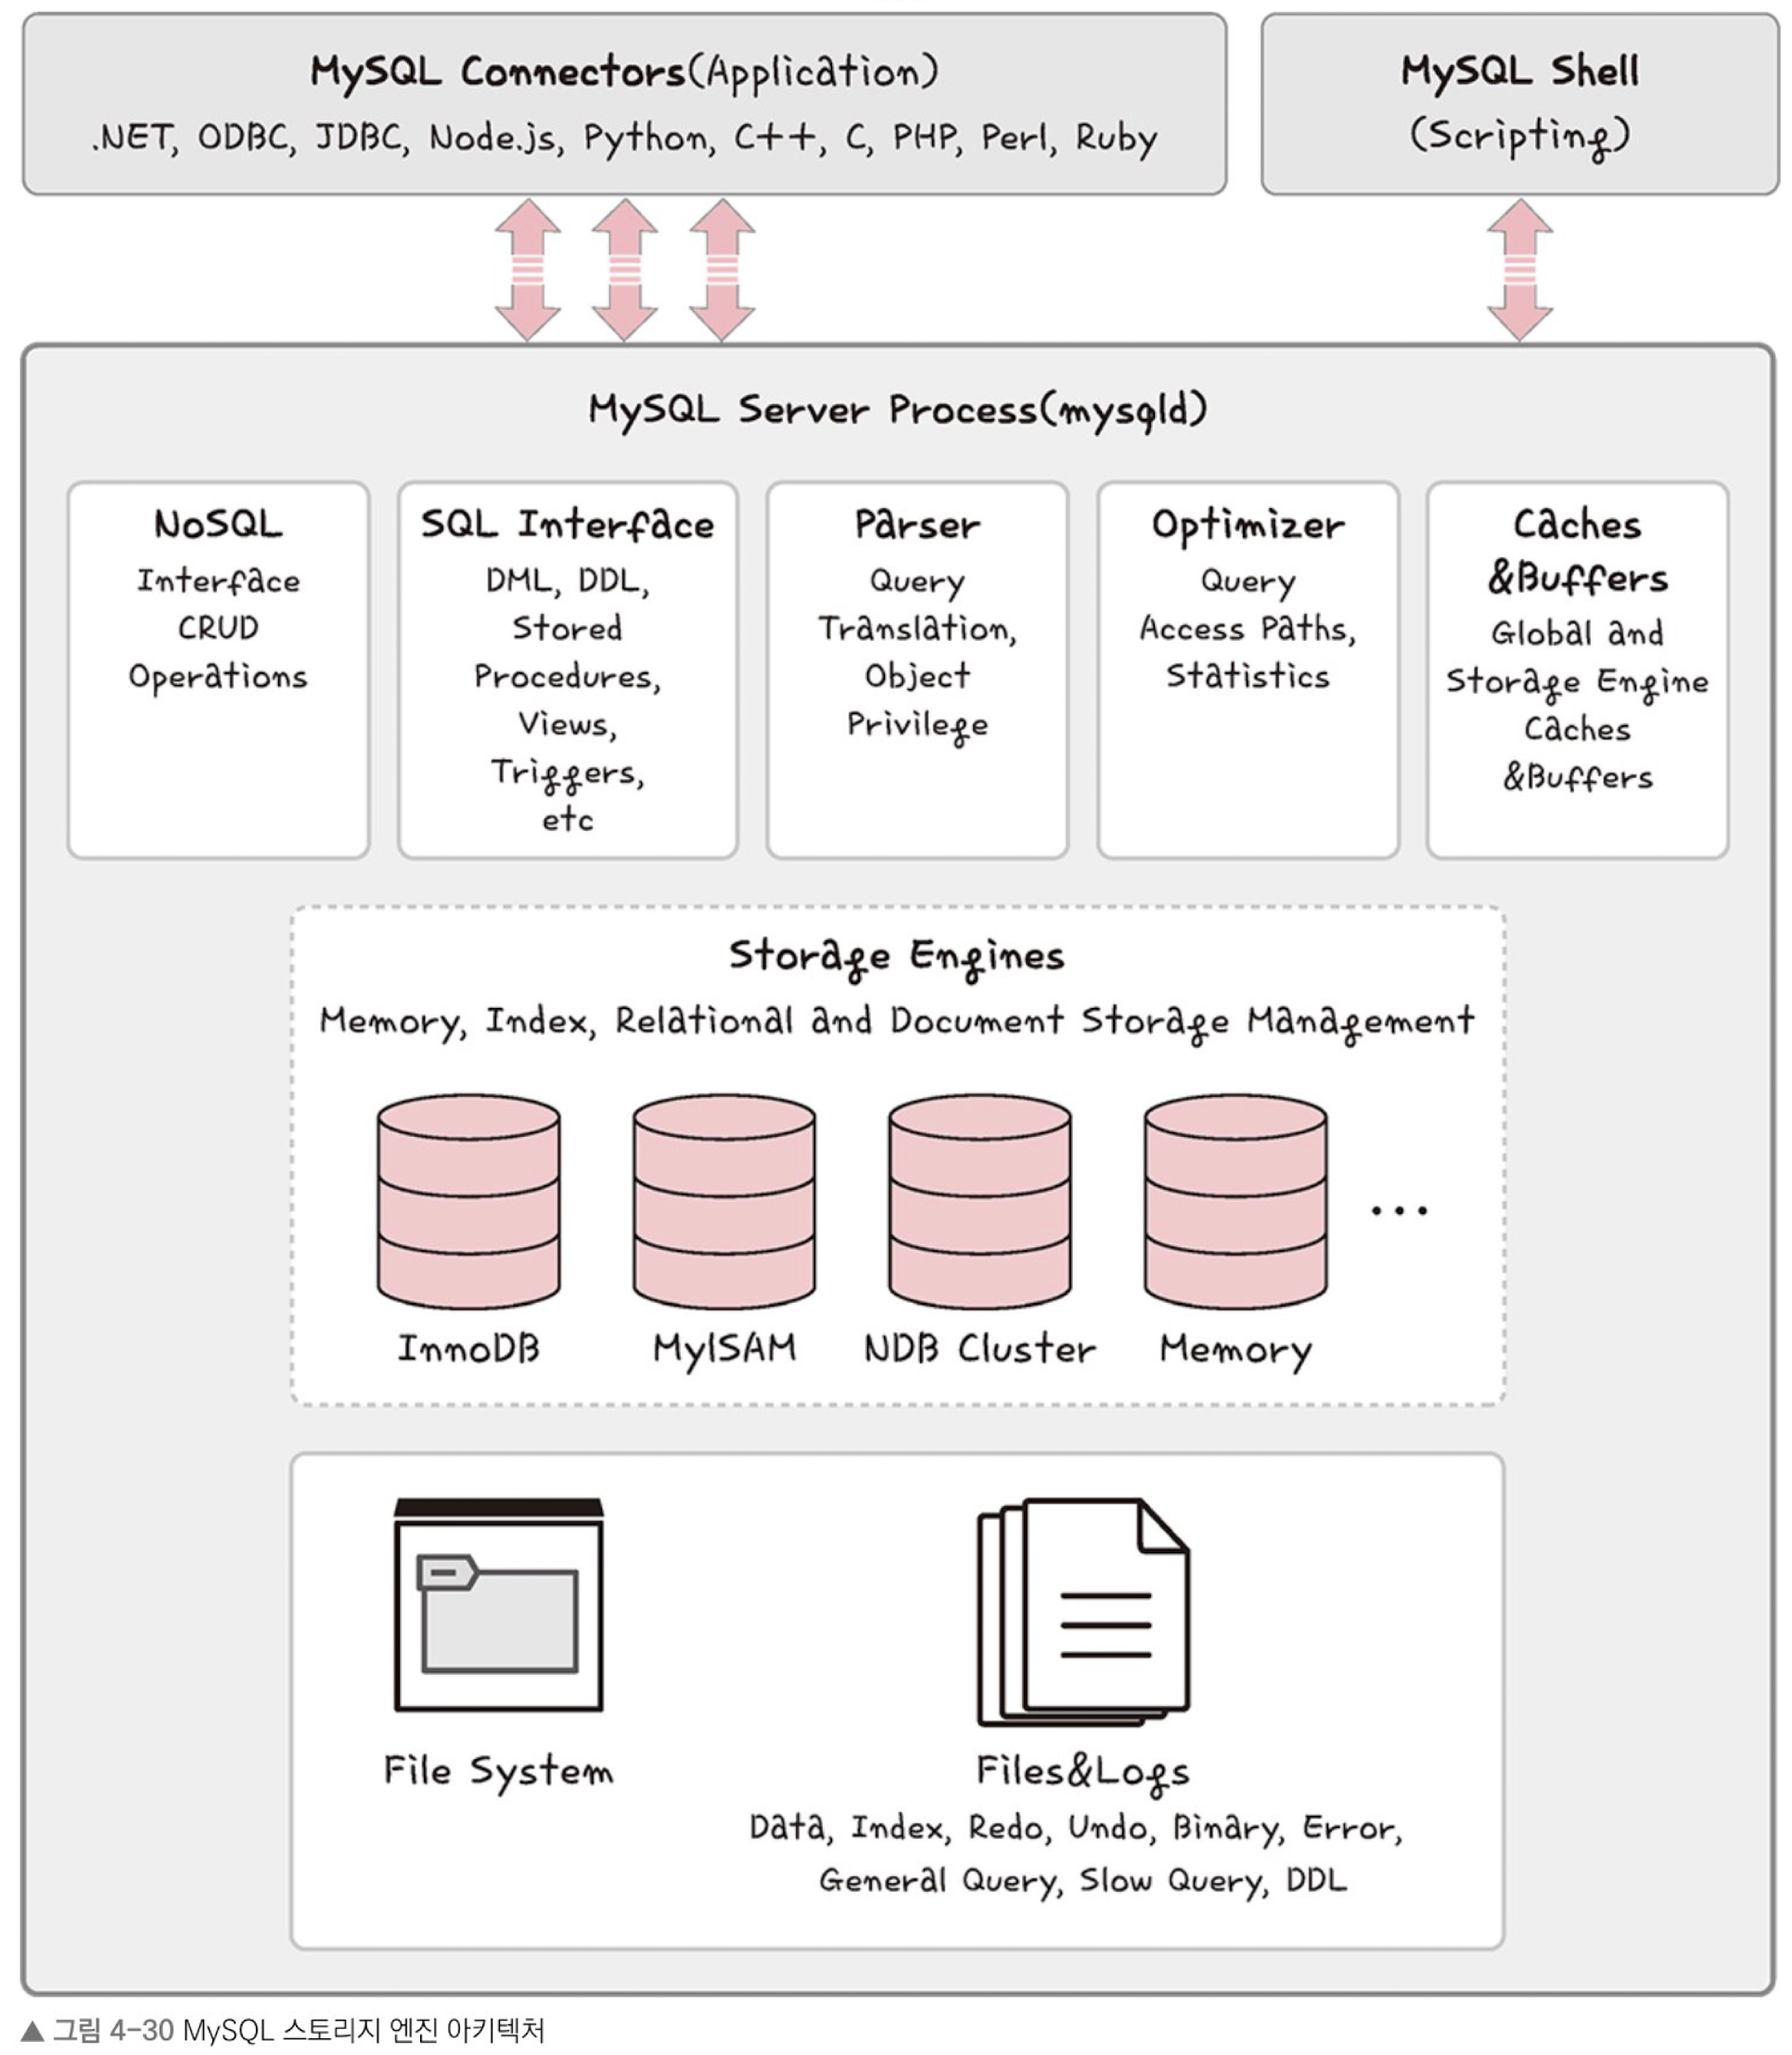 MySQL Connectors(Application)
.NET, ODBC, JDBC, Node.js, Python, C++, C, PHP, Perl, Ruby
MySQL Shell
(Scripting)
MySQL Server Process(mysqld)
NoSQL
Interface
CRUD
Operations
SQL Interface
DML, DDL,
Stored
Procedures,
Views,
Triggers,
etc
Parser
Query
Translation,
Object
Privilege
Optimizer
Query
Access Paths,
Statistics
Caches
&Buffers
Global and
Storage Engine
Caches
&Buffers
Storage Engines
Memory, Index, Relational and Document Storage Management
...
InnoDB
MyISAM
NDB Cluster
Memory
File System
Files&Logs
Data, Index, Redo, Undo, Binary, Error,
General Query, Slow Query, DDL
▲ 그림 4-30 MySQL 스토리지 엔진 아키텍처